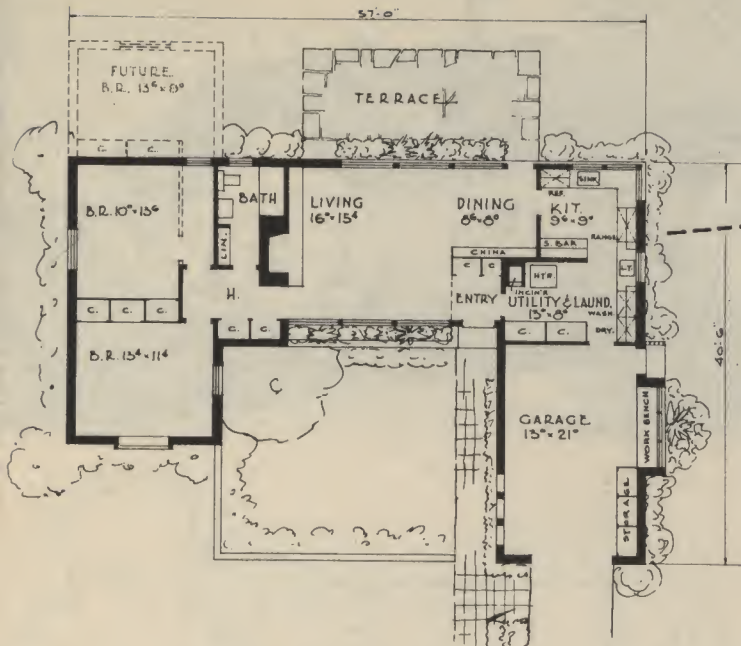 57'-0"
FUTURE
B.R. 13⁶ × 8⁰
TERRACE
C. C.
B.R. 10⁰ × 13⁶
BATH
LIN.
LIVING
16⁰ × 15⁴
DINING
8⁶ × 8⁰
REF. SINK
KIT.
9⁶ × 9⁰
RANGE
S. BAR
CHINA
C C
HTR
L.T.
INCIN'R
H.
ENTRY
UTILITY & LAUND.
13⁰ × 8⁰
WASH.
DRY.
C. C. C.
C. C.
C. C.
B.R. 13⁴ × 11⁴
40'-6"
GARAGE
13⁰ × 21⁰
WORK BENCH
STORAGE